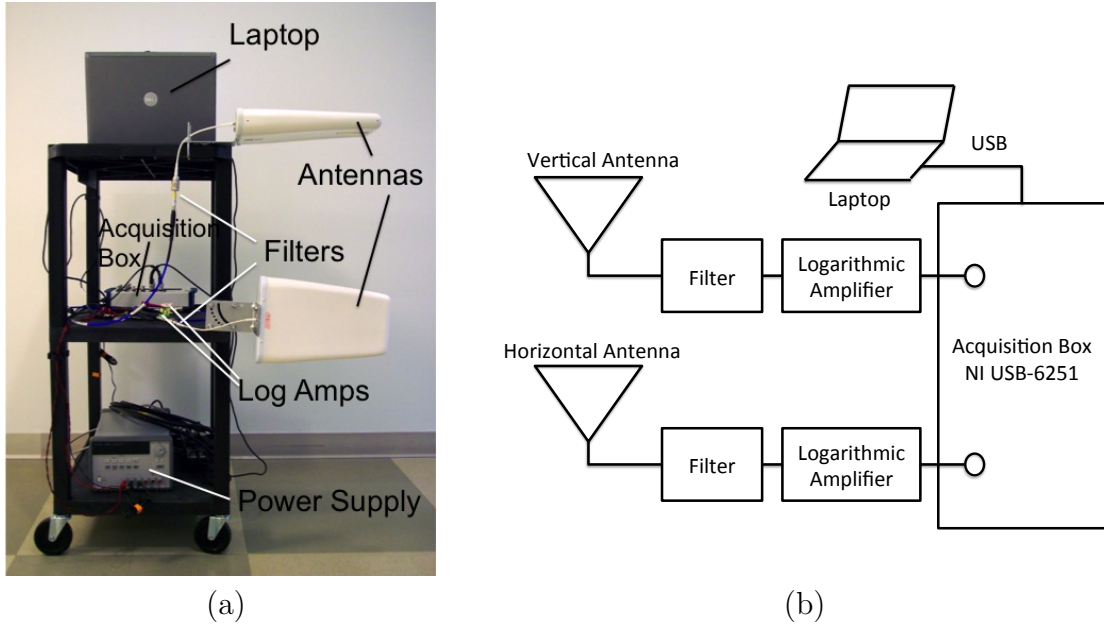 Laptop
Antennas
Acquisition
Box
Filters
Log Amps
Power Supply
(a)
Vertical Antenna
USB
Laptop
Filter
Logarithmic
Amplifier
Horizontal Antenna
Acquisition Box
NI USB-6251
Filter
Logarithmic
Amplifier
(b)